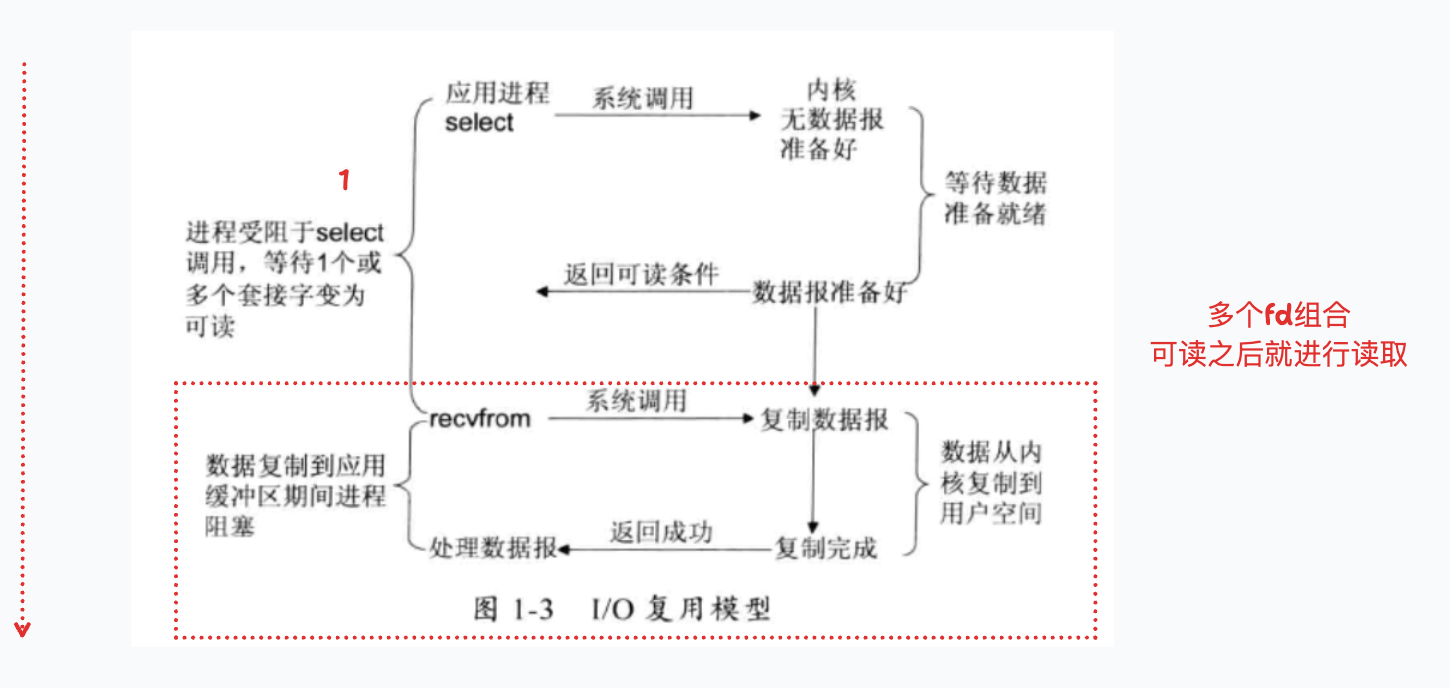 应用进程
select
系统调用
内核
无数据报
准备好
1
等待数据
准备就绪
进程受阻于select
调用，等待1个或
多个套接字变为
可读
返回可读条件
数据报准备好
多个fd组合
可读之后就进行读取
recvfrom
系统调用
复制数据报
数据复制到应用
缓冲区期间进程
阻塞
数据从内
核复制到
用户空间
处理数据报
返回成功
复制完成
图 1-3 I/O 复用模型